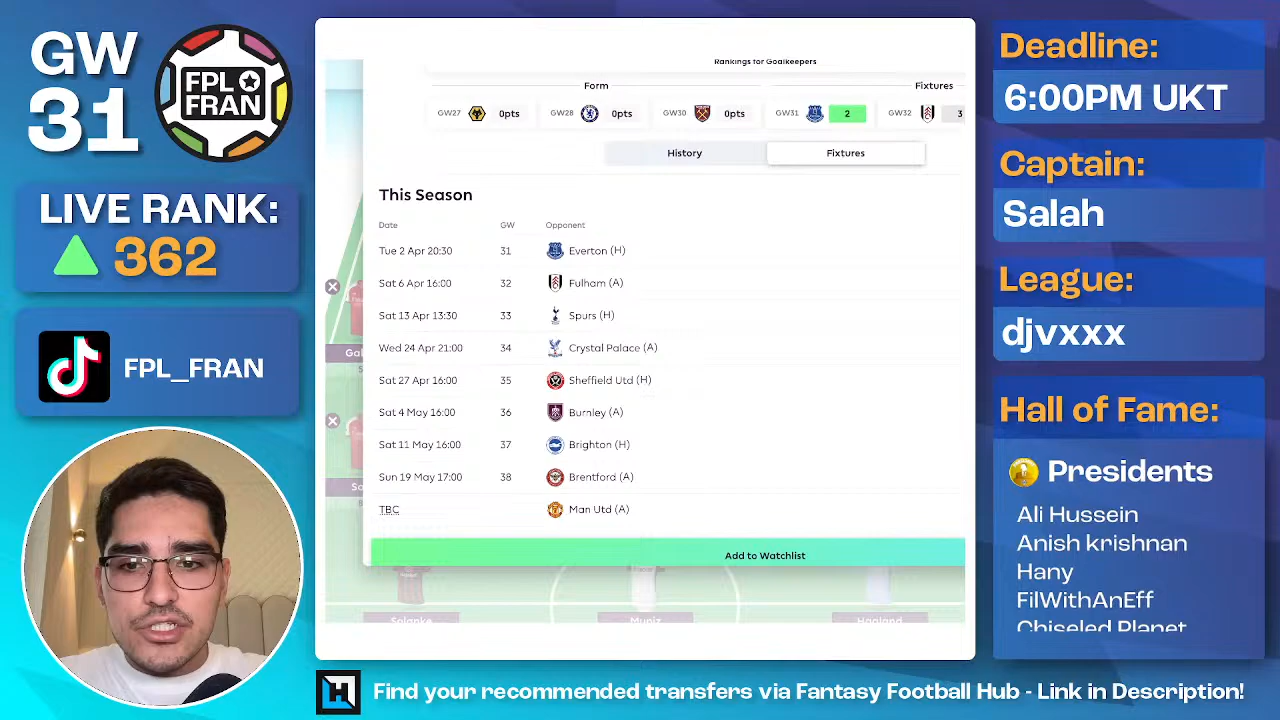 GW
31
FPL
FRAN
LIVE RANK:
362
FPL_FRAN
Rankings for Goalkeepers
Form
Fixtures
GW27 0pts GW28 0pts GW30 0pts GW31 2 GW32 3
History Fixtures
This Season
Date GW Opponent
Tue 2 Apr 20:30 31 Everton (H)
Sat 6 Apr 16:00 32 Fulham (A)
Sat 13 Apr 13:30 33 Spurs (H)
Wed 24 Apr 21:00 34 Crystal Palace (A)
Sat 27 Apr 16:00 35 Sheffield Utd (H)
Sat 4 May 16:00 36 Burnley (A)
Sat 11 May 16:00 37 Brighton (H)
Sun 19 May 17:00 38 Brentford (A)
TBC Man Utd (A)
Add to Watchlist
Solanke Muniz Haaland
Deadline:
6:00PM UKT
Captain:
Salah
League:
djvxxx
Hall of Fame:
Presidents
Ali Hussein
Anish krishnan
Hany
FilWithAnEff
Chiseled Planet
Find your recommended transfers via Fantasy Football Hub - Link in Description!